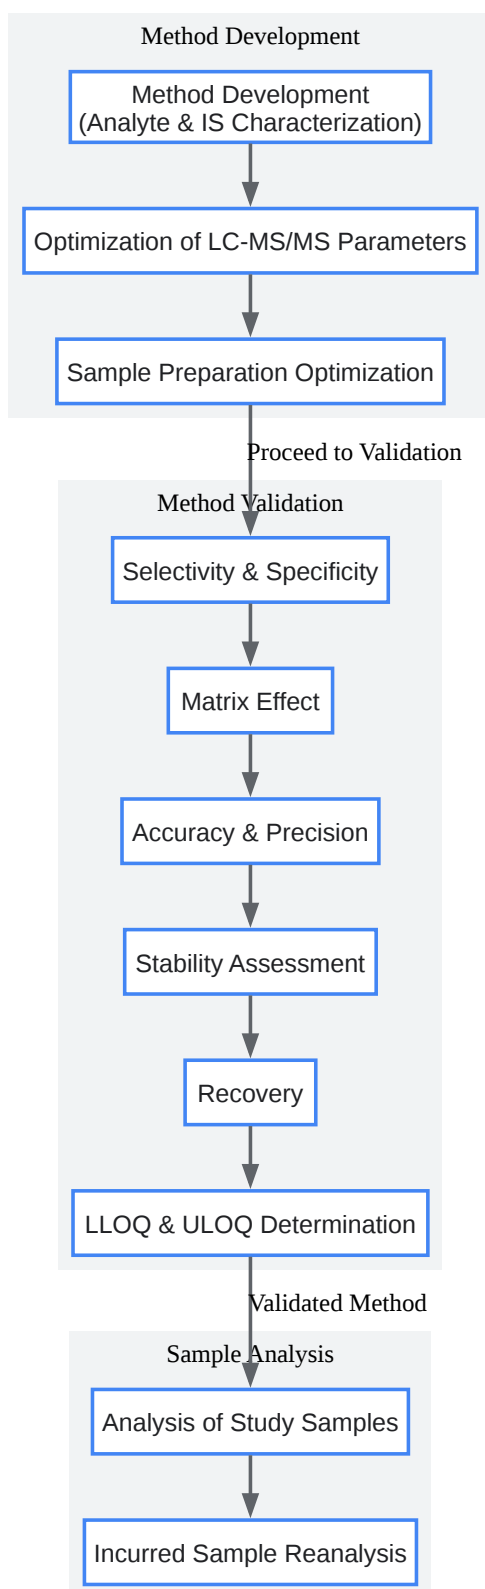 Method Development
Method Development
(Analyte & IS Characterization)
Optimization of LC-MS/MS Parameters
Sample Preparation Optimization
Proceed to Validation
Method Validation
Selectivity & Specificity
Matrix Effect
Accuracy & Precision
Stability Assessment
Recovery
LLOQ & ULOQ Determination
Validated Method
Sample Analysis
Analysis of Study Samples
Incurred Sample Reanalysis